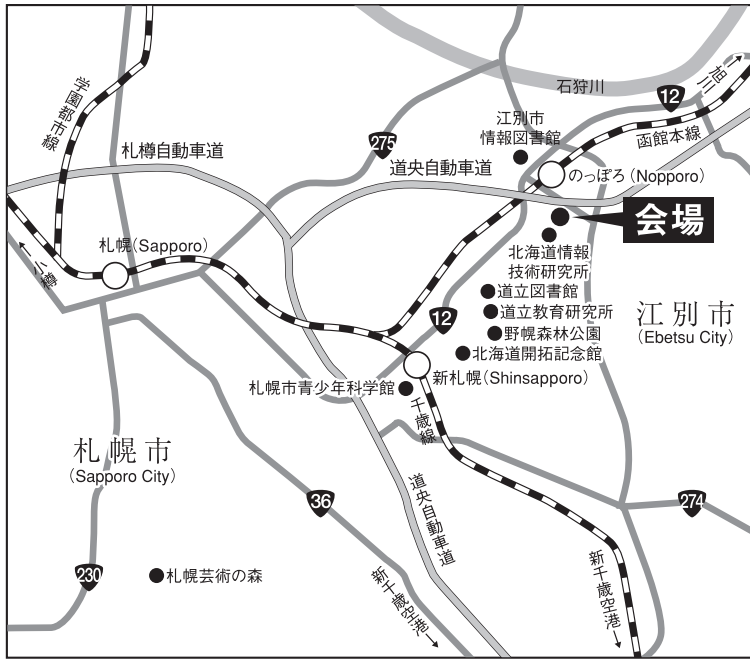 石狩川
旭川
12
江別市
情報図書館
函館本線
275
学園都市線
札樽自動車道
道央自動車道
のっぽろ(Nopporo)
会場
札幌(Sapporo)
小樽
北海道情報
技術研究所
道立図書館
道立教育研究所
江別市
(Ebetsu City)
12
野幌森林公園
北海道開拓記念館
新札幌(Shinsapporo)
札幌市青少年科学館
千歳線
札幌市
(Sapporo City)
道央自動車道
36
274
230
札幌芸術の森
新千歳空港
新千歳空港